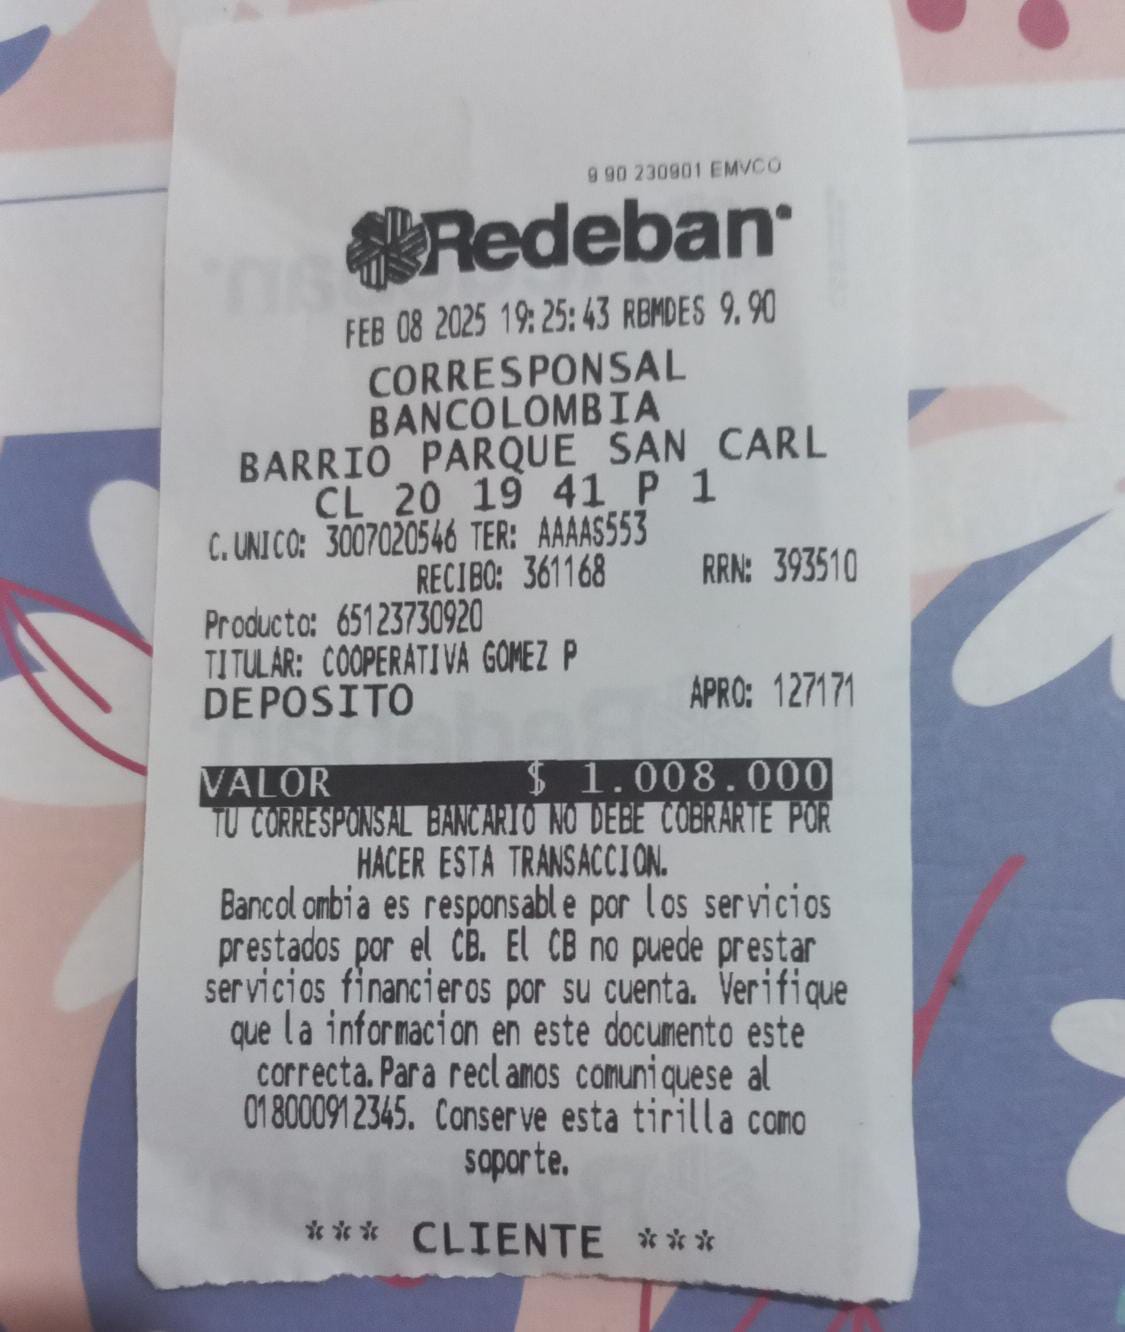 9 90 230901 EMVCO
Redeban
FEB 08 2025 19:25:43 RBMDES 9.90
CORRESPONSAL
BANCOLOMBIA
BARRIO PARQUE SAN CARL
CL 20 19 41 P 1
C.UNICO: 3007020546 TER: AAAAS553
RECIBO: 361168 RRN: 393510
Producto: 65123730920
TITULAR: COOPERATIVA GOMEZ P
DEPOSITO APRO: 127171
VALOR $ 1.008.000
TU CORRESPONSAL BANCARIO NO DEBE COBRARTE POR
HACER ESTA TRANSACCION.
Bancolombia es responsable por los servicios
prestados por el CB. El CB no puede prestar
servicios financieros por su cuenta. Verifique
que la informacion en este documento este
correcta.Para reclamos comuniquese al
018000912345. Conserve esta tirilla como
soporte.
*** CLIENTE ***